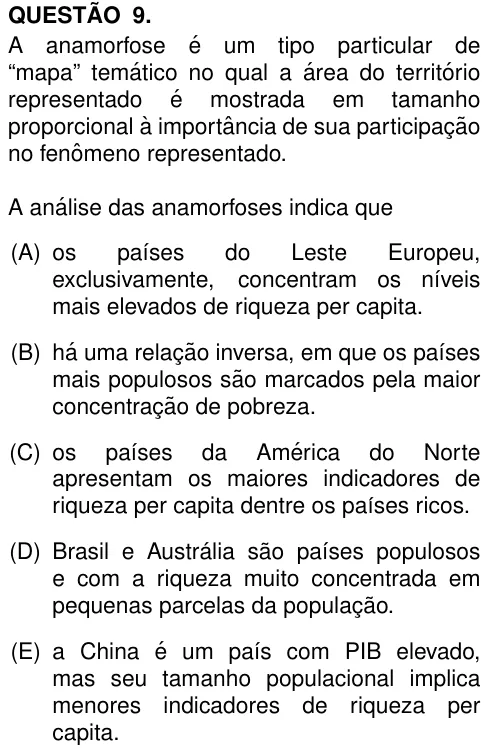 QUESTÃO 9.
A anamorfose é um tipo particular de
“mapa” temático no qual a área do território
representado é mostrada em tamanho
proporcional à importância de sua participação
no fenômeno representado.
A análise das anamorfoses indica que
(A) os países do Leste Europeu,
exclusivamente, concentram os níveis
mais elevados de riqueza per capita.
(B) há uma relação inversa, em que os países
mais populosos são marcados pela maior
concentração de pobreza.
(C) os países da América do Norte
apresentam os maiores indicadores de
riqueza per capita dentre os países ricos.
(D) Brasil e Austrália são países populosos
e com a riqueza muito concentrada em
pequenas parcelas da população.
(E) a China é um país com PIB elevado,
mas seu tamanho populacional implica
menores indicadores de riqueza per
capita.